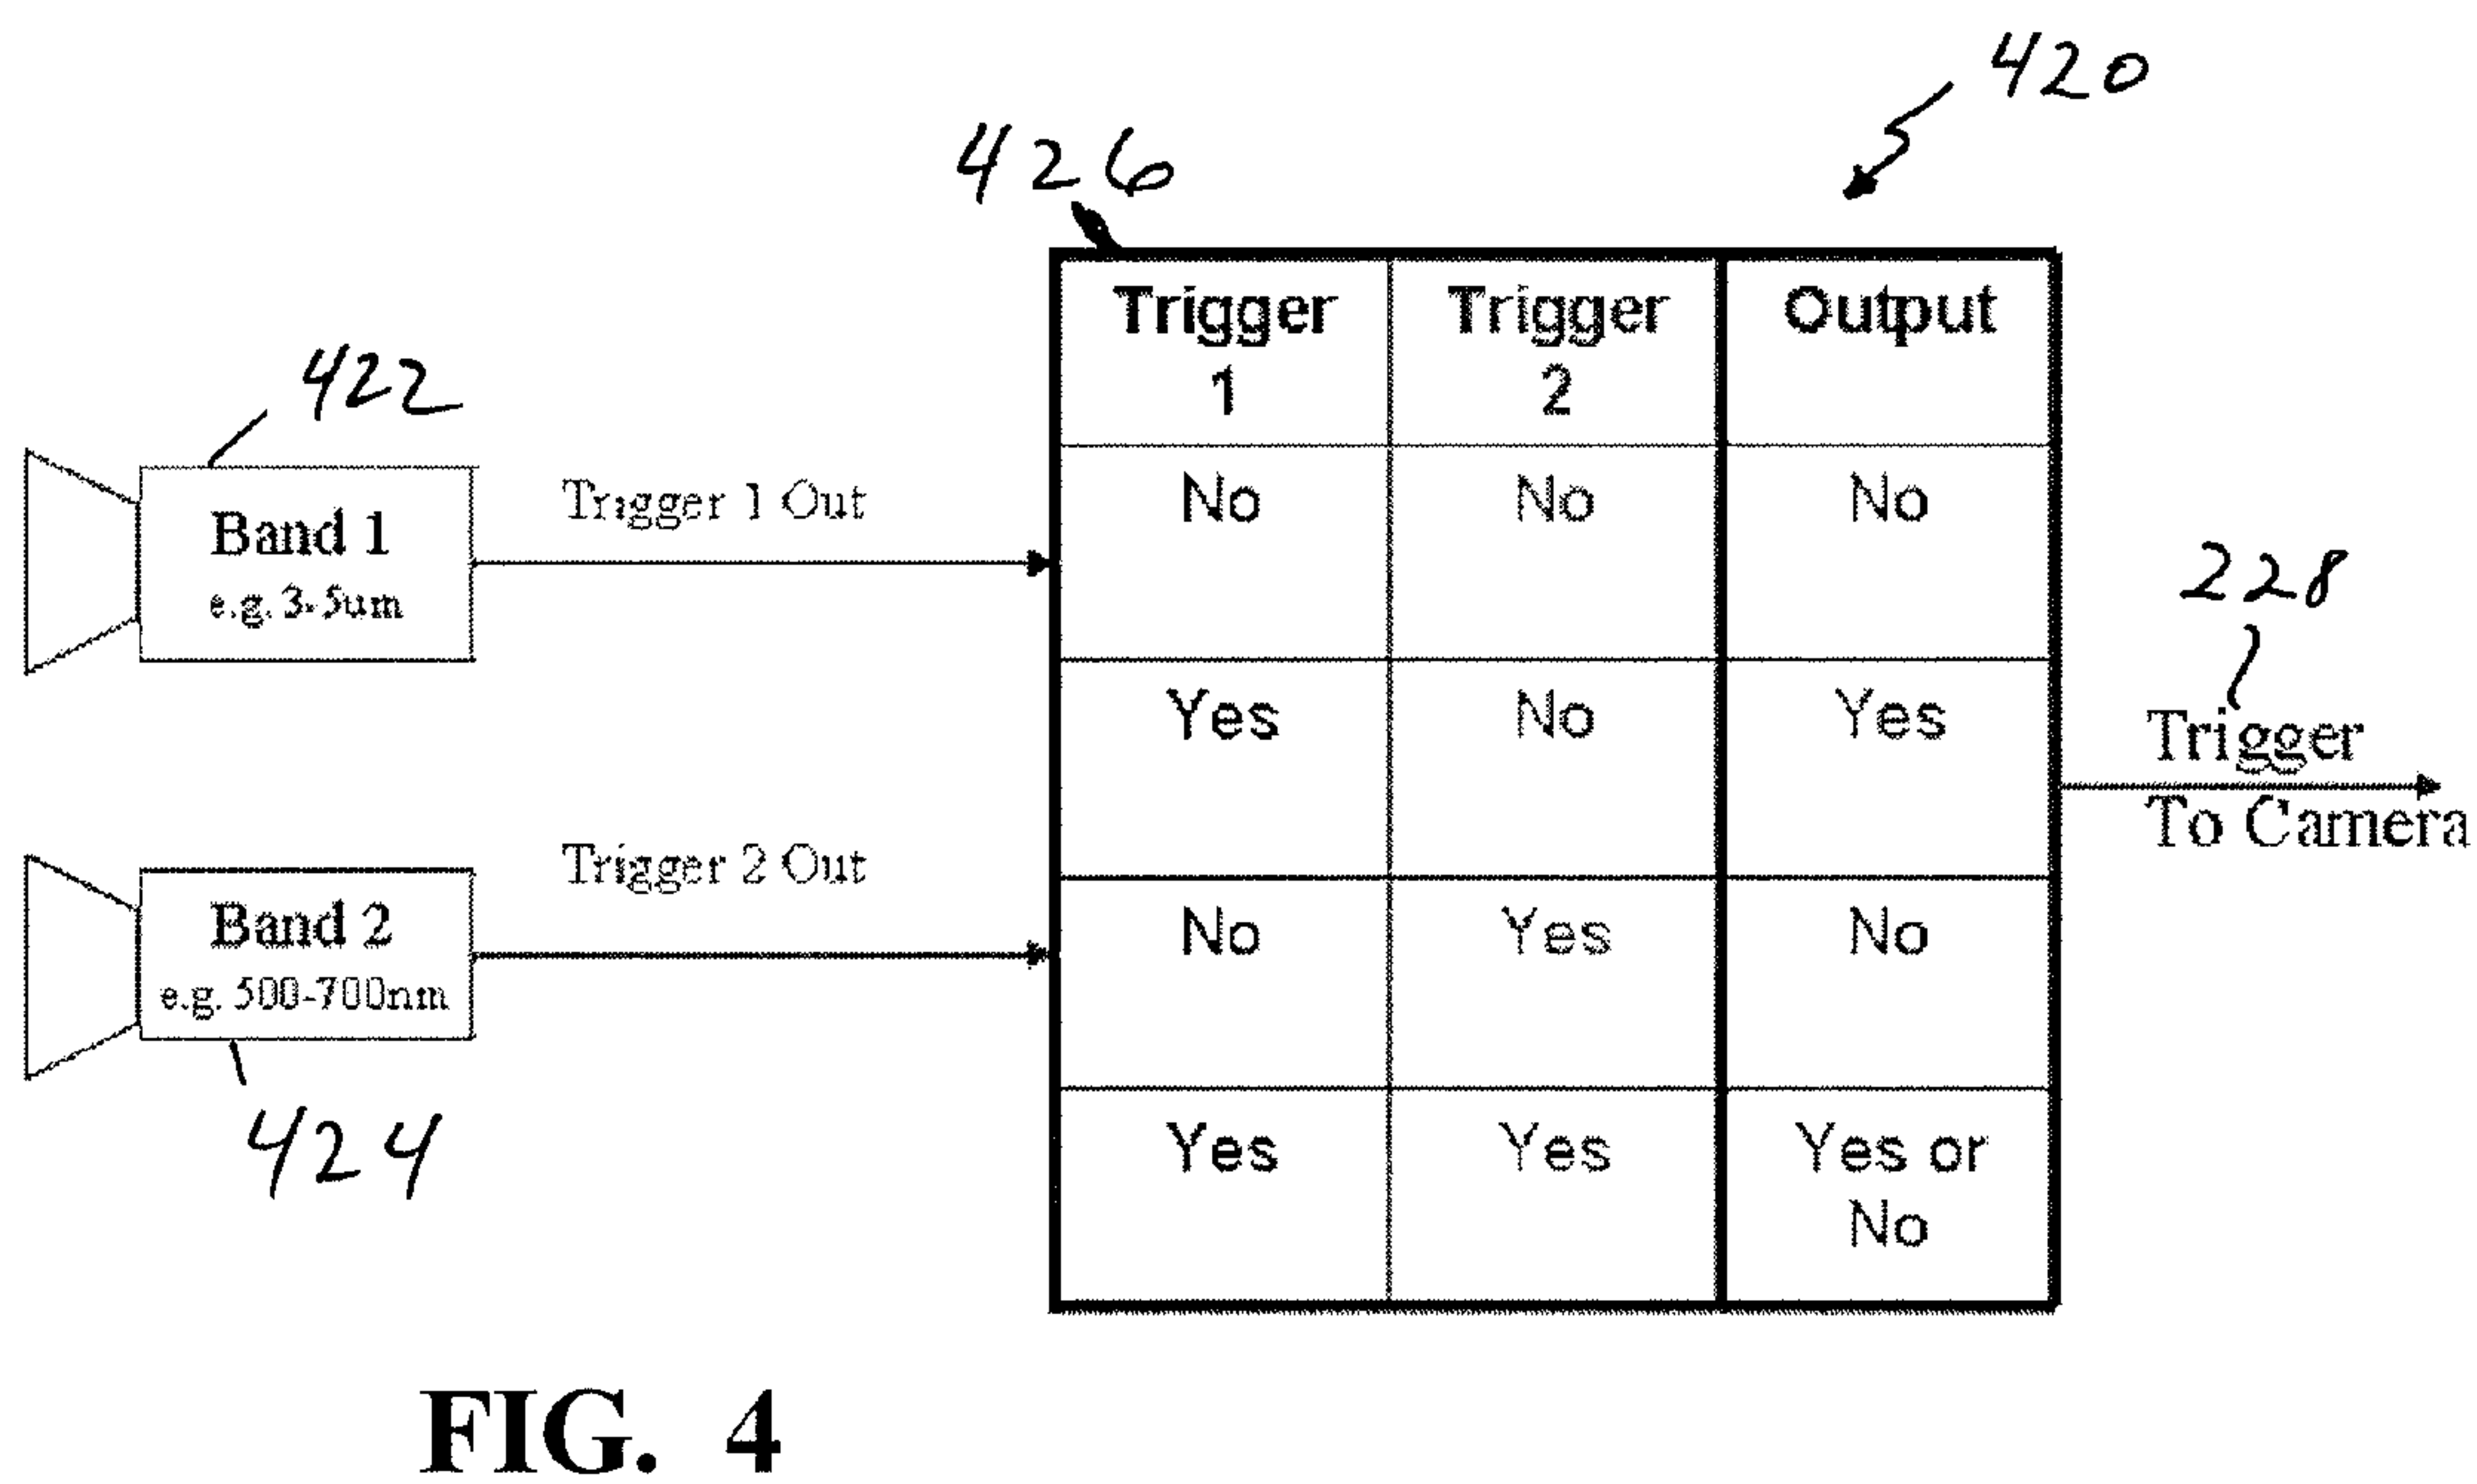 420
426
Trigger 1 Trigger 2 Output
422
Band 1
e.g. 3-5um
Trigger 1 Out
No No No
228
Yes No Yes
Trigger
To Camera
Trigger 2 Out
Band 2
e.g. 500-700nm
No Yes No
424
Yes Yes Yes or
No
FIG. 4